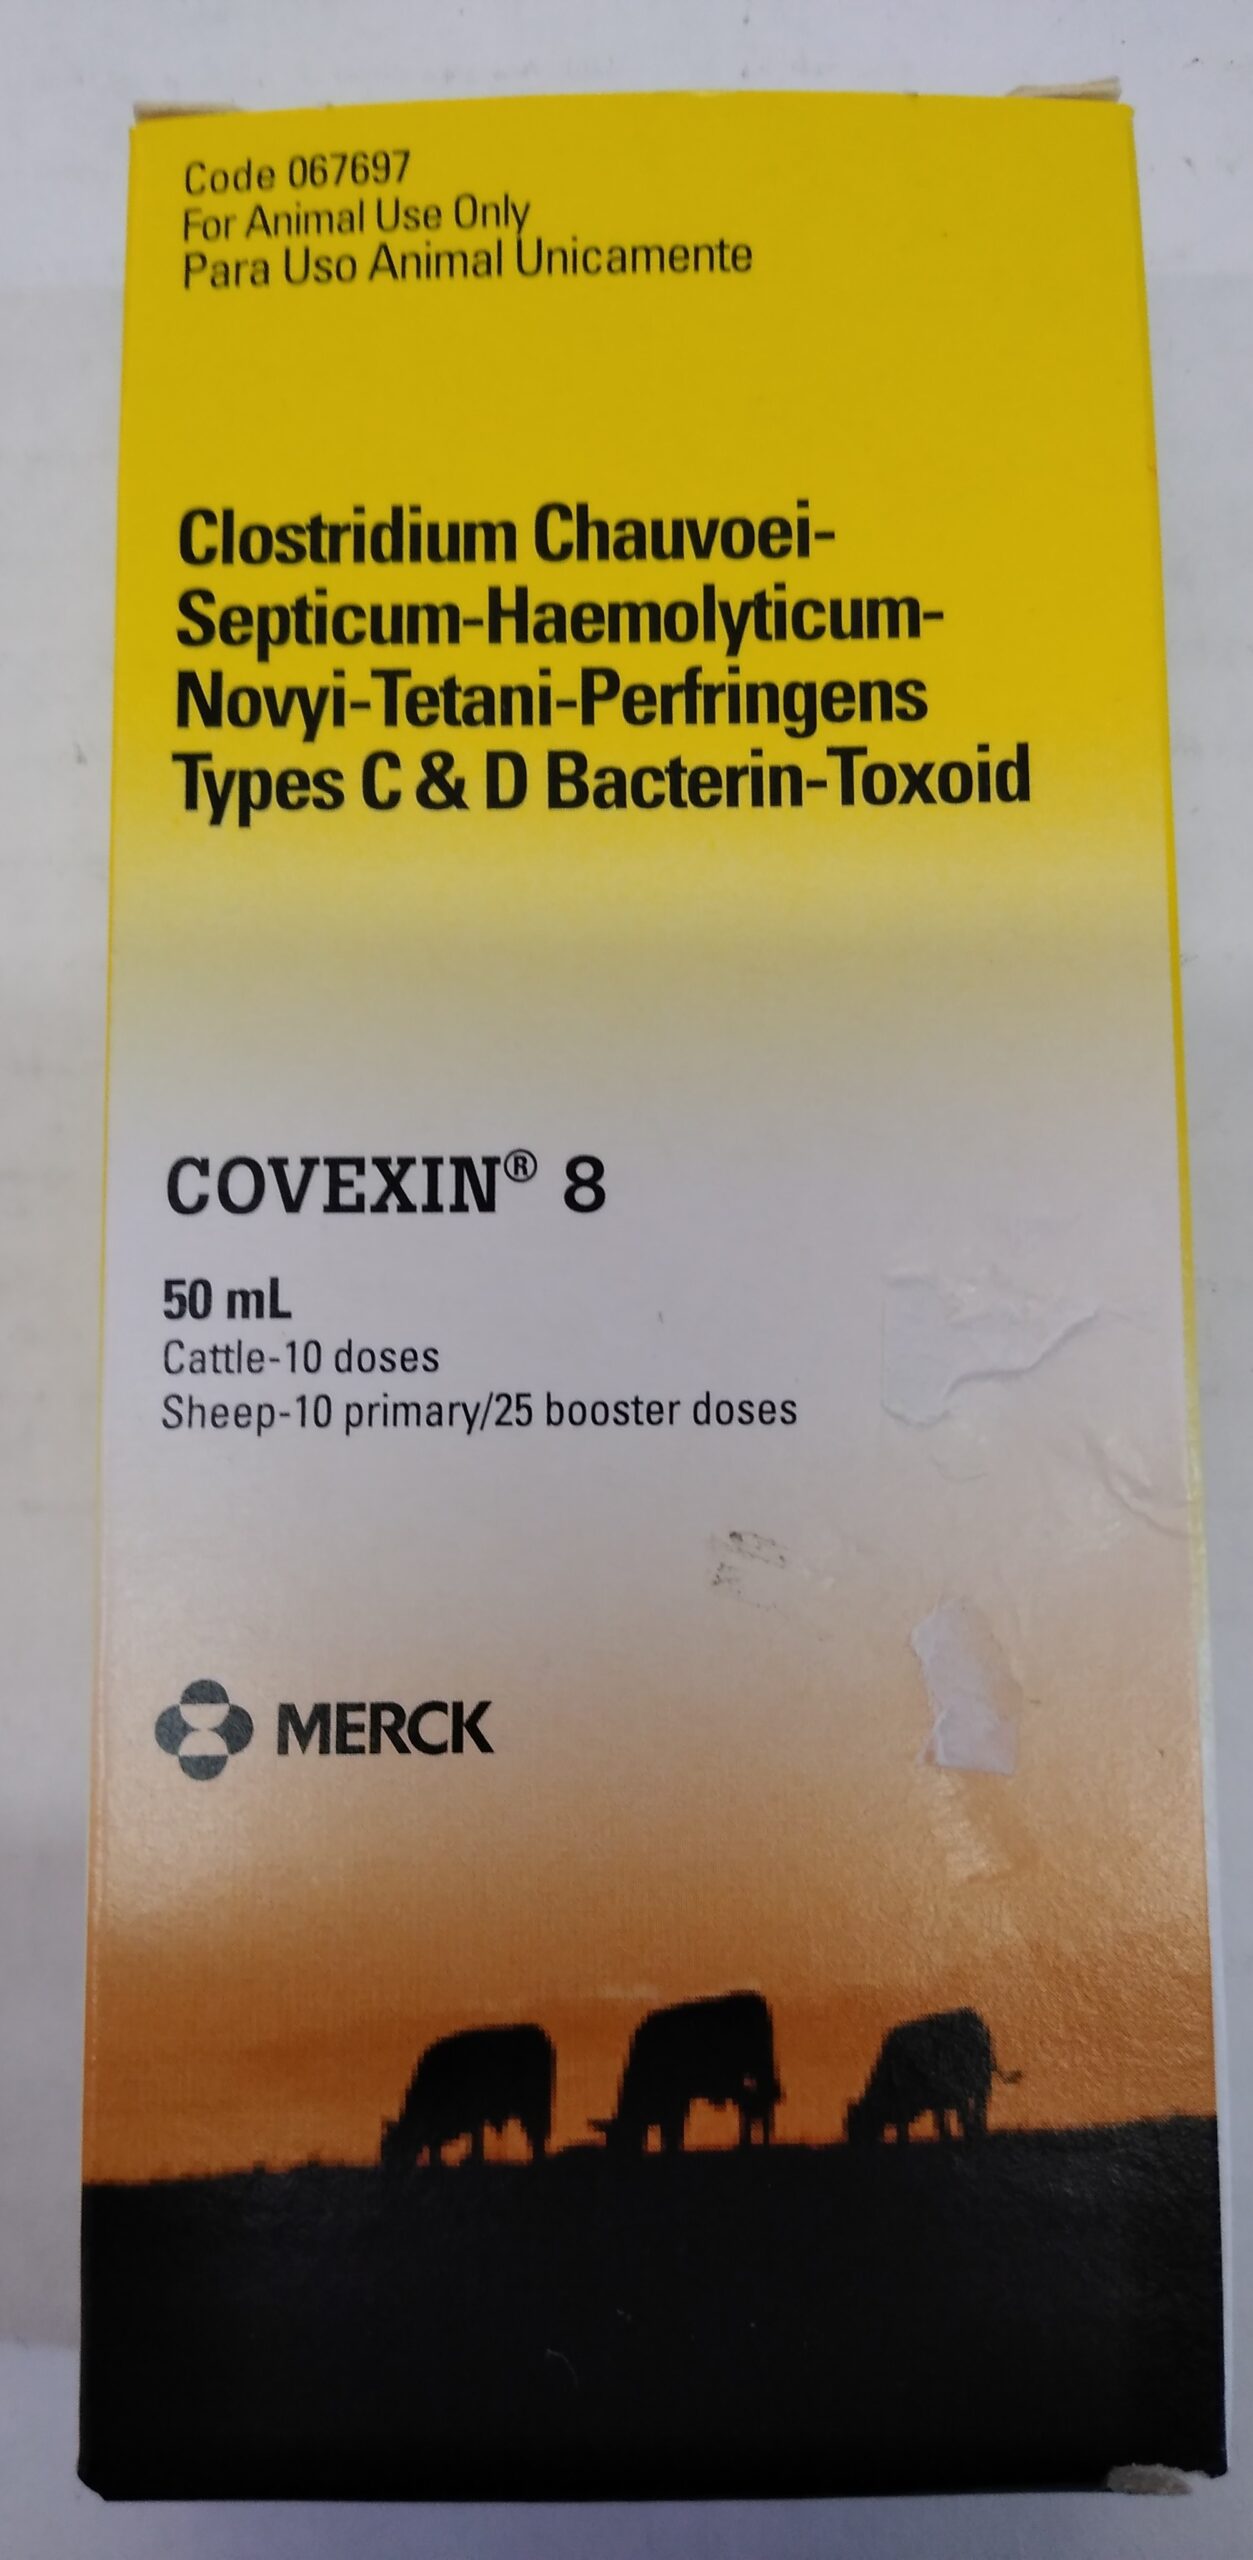 Code 067697
For Animal Use Only
Para Uso Animal Unicamente
Clostridium Chauvoei-
Septicum-Haemolyticum-
Novyi-Tetani-Perfringens
Types C & D Bacterin-Toxoid
COVEXIN® 8
50 mL
Cattle-10 doses
Sheep-10 primary/25 booster doses
MERCK